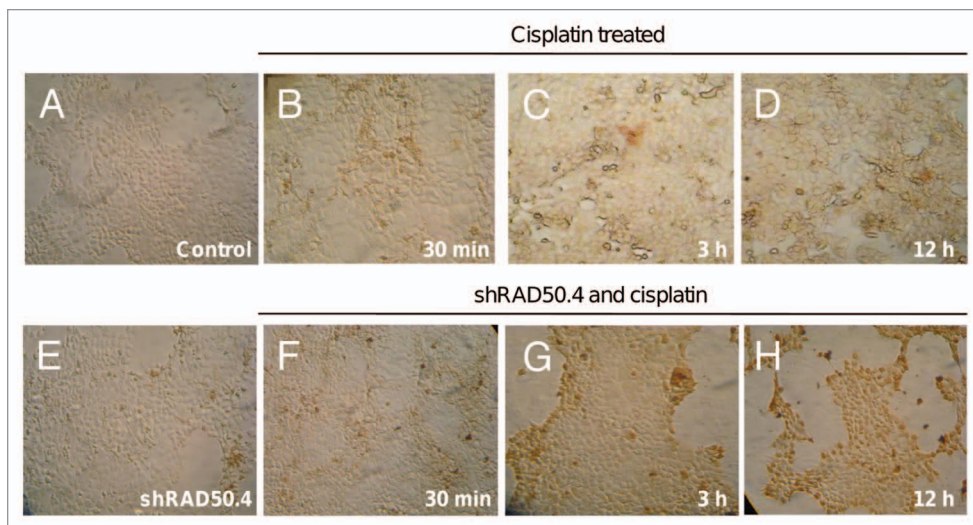 Cisplatin treated
A
B
C
D
Control
30 min
3 h
12 h
shRAD50.4 and cisplatin
E
F
G
H
shRAD50.4
30 min
3 h
12 h